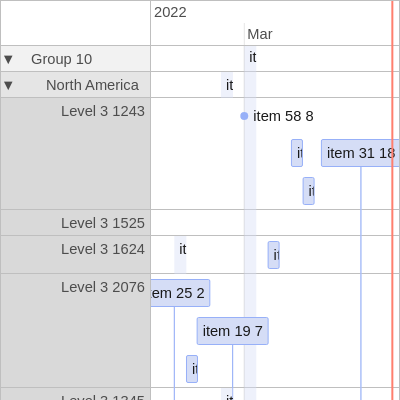 2022
Mar
▼ Group 10
it
▼ North America
it
Level 3 1243
item 58 8
it
item 31 18
it
Level 3 1525
Level 3 1624
it
it
Level 3 2076
em 25 2
item 19 7
it
Level 3 1345
it